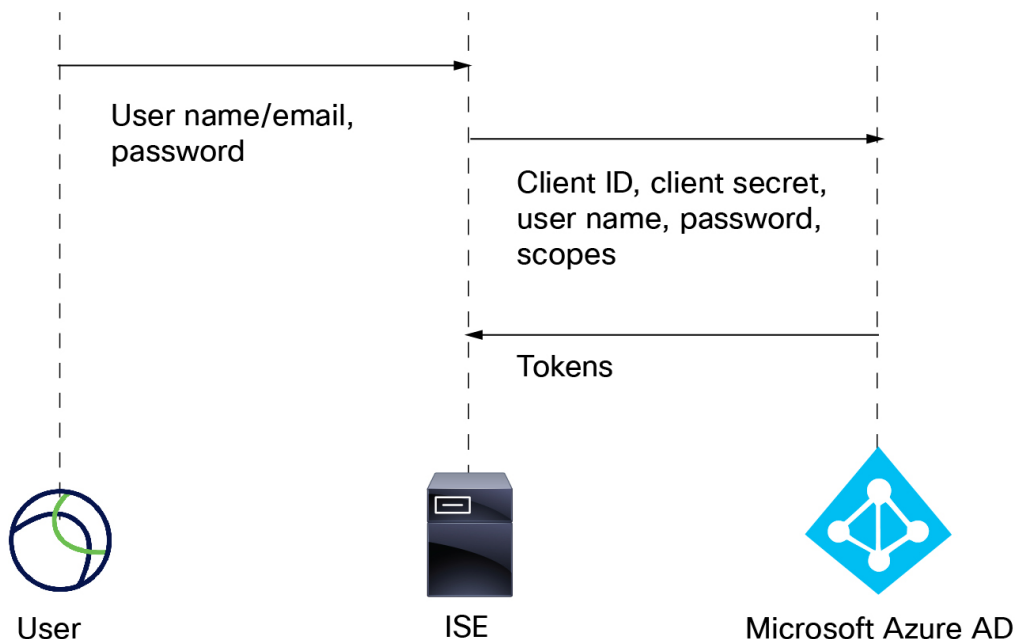 User name/email,
password
Client ID, client secret,
user name, password,
scopes
Tokens
User
ISE
Microsoft Azure AD